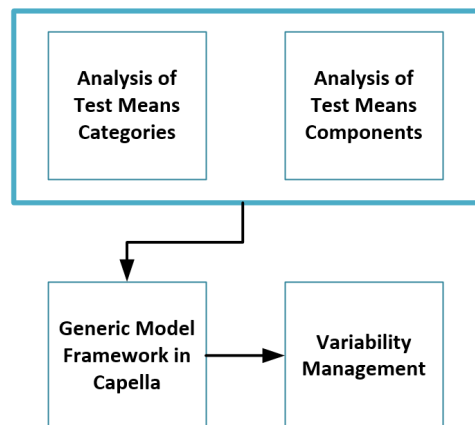 Analysis of
Test Means
Categories
Analysis of
Test Means
Components
Generic Model
Framework in
Capella
Variability
Management